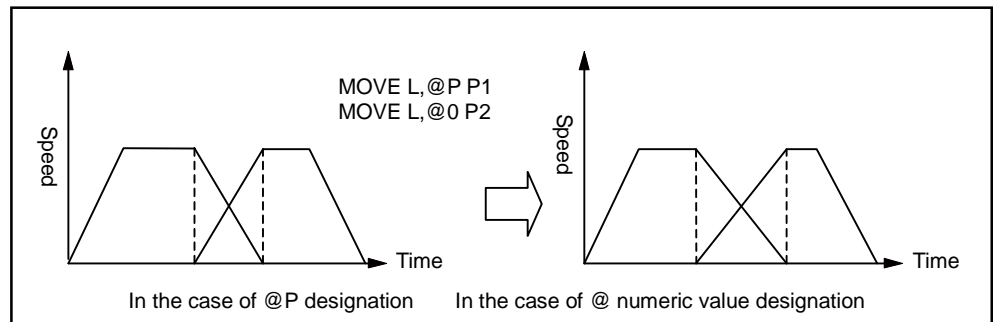 MOVE L,@P P1
MOVE L,@0 P2
Speed
Time
Speed
Time
In the case of @P designation
In the case of @ numeric value designation